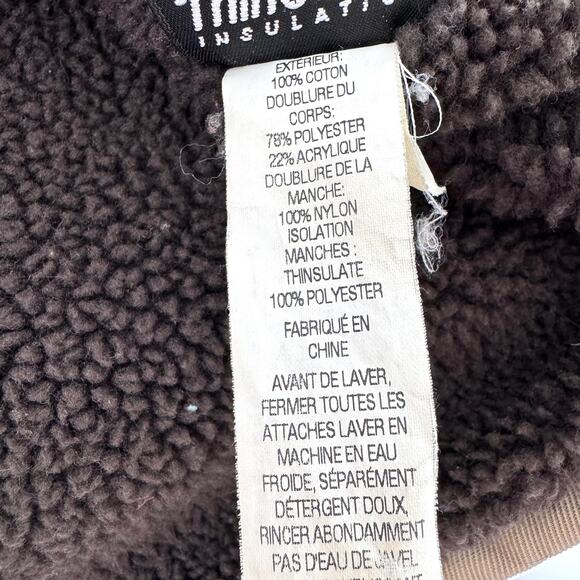 INSULATI
EXTÉRIEUR:
100% COTON
DOUBLURE DU
CORPS:
78% POLYESTER
22% ACRYLIQUE
DOUBLURE DE LA
MANCHE:
100% NYLON
ISOLATION
MANCHES :
THINSULATE
100% POLYESTER
FABRIQUÉ EN
CHINE
AVANT DE LAVER,
FERMER TOUTES LES
ATTACHES LAVER EN
MACHINE EN EAU
FROIDE, SÉPARÉMENT
DÉTERGENT DOUX,
RINCER ABONDAMMENT
PAS D'EAU DE JAVEL